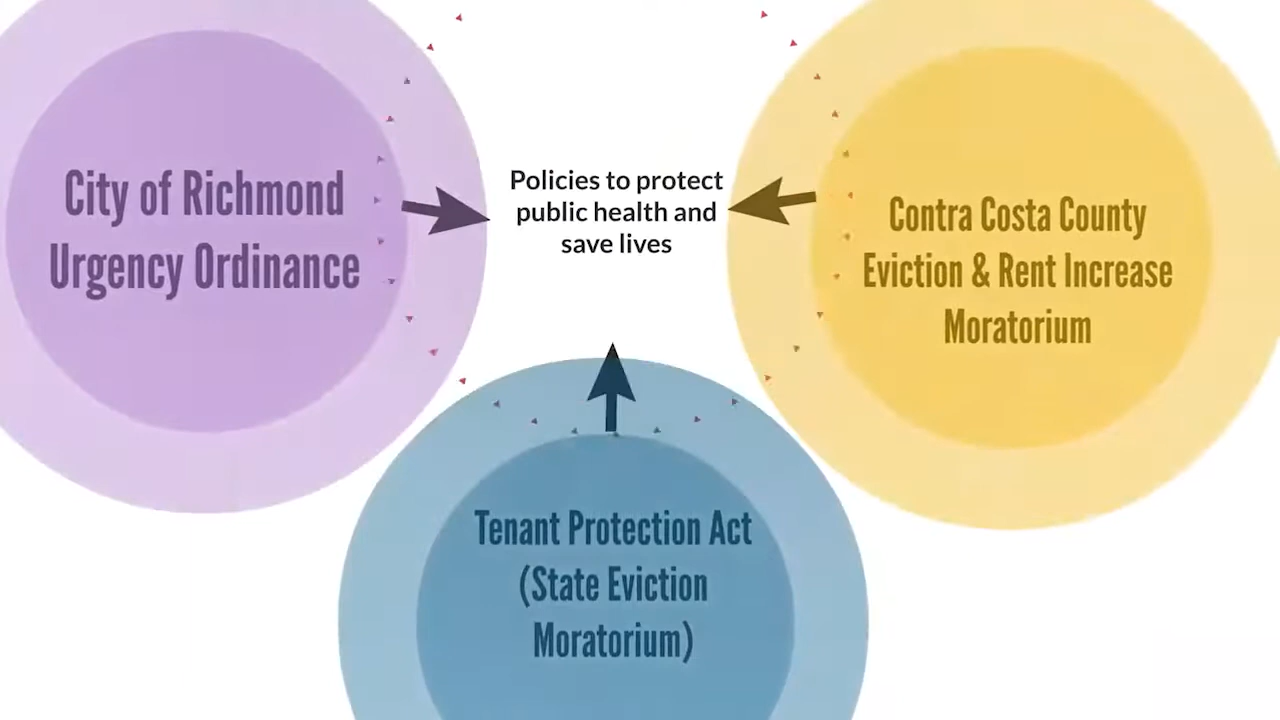 City of Richmond
Urgency Ordinance
Policies to protect
public health and
save lives
Contra Costa County
Eviction & Rent Increase
Moratorium
Tenant Protection Act
(State Eviction
Moratorium)